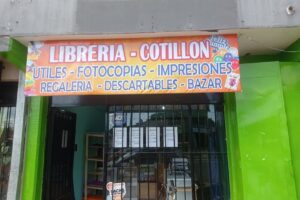 LIBRERIA - COTILLON
UTILES - FOTOCOPIAS - IMPRESIONES
REGALERIA - DESCARTABLES - BAZAR